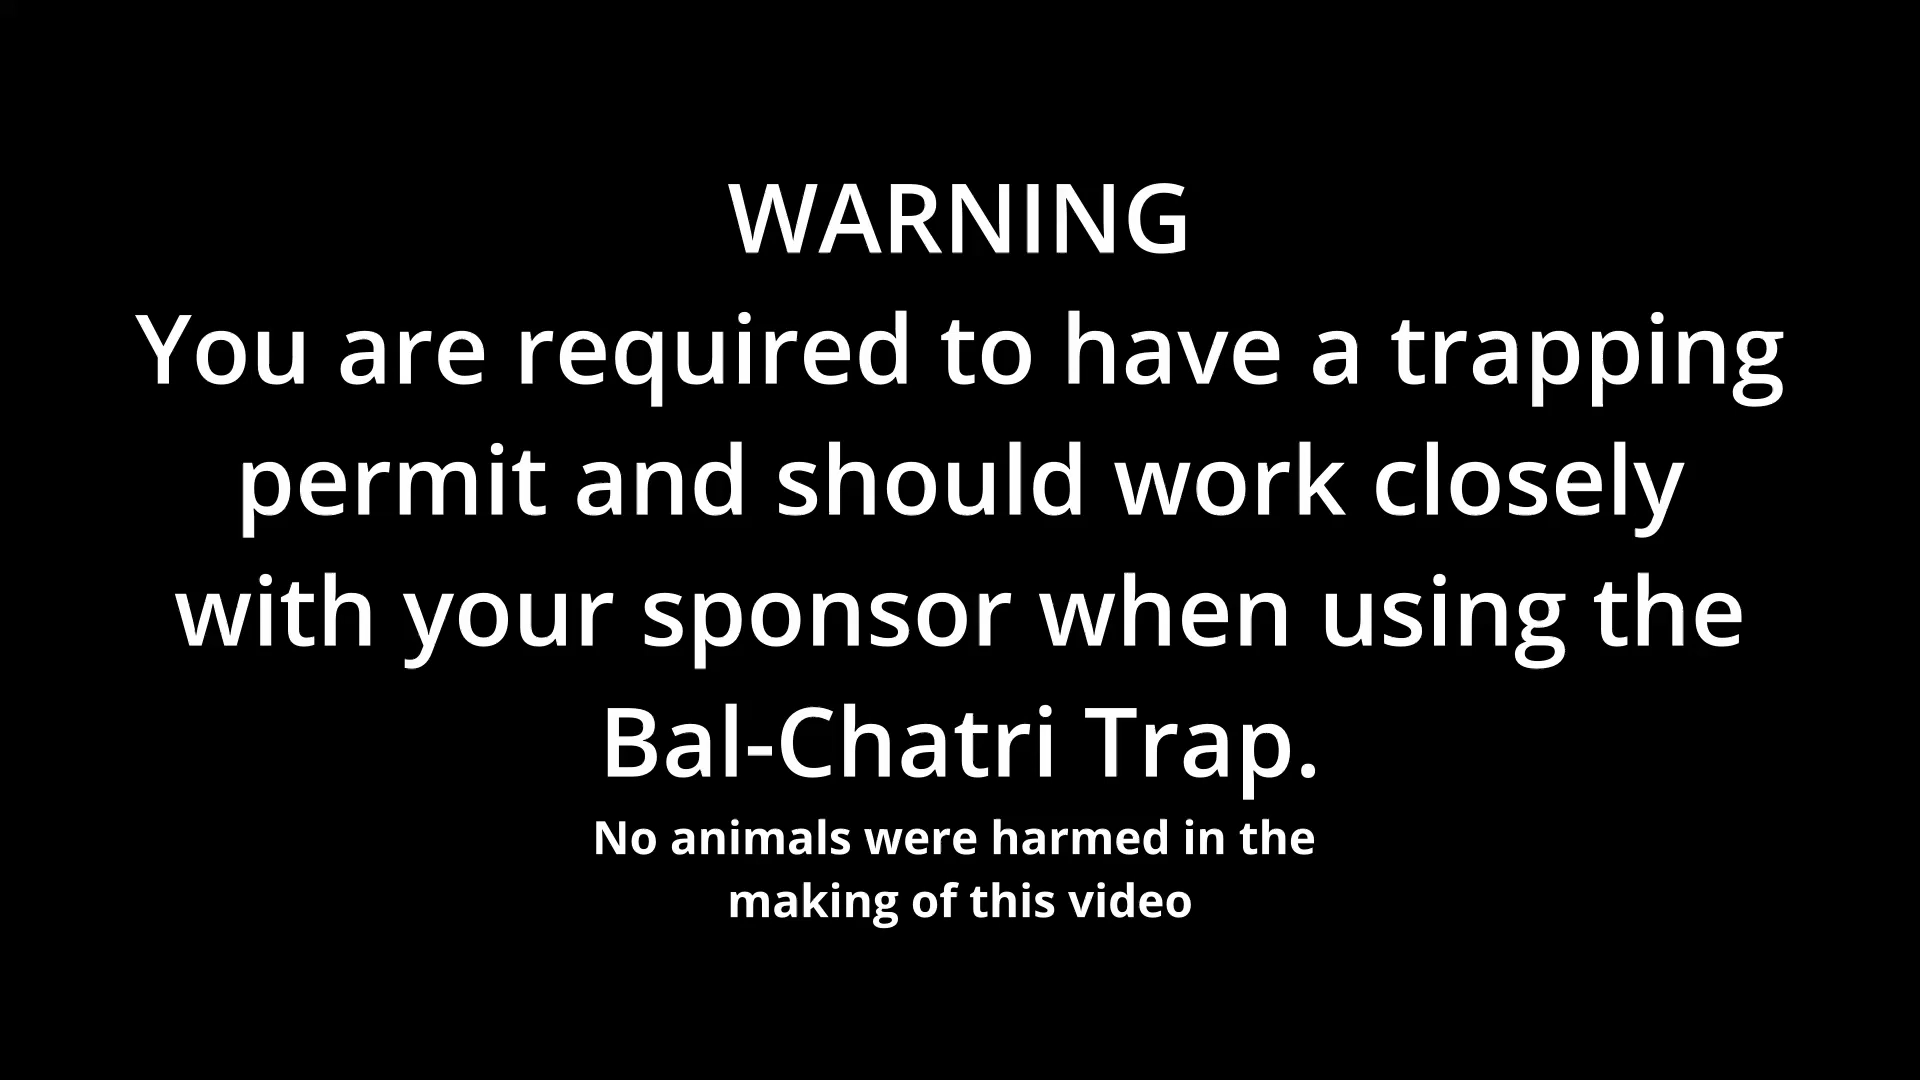 WARNING
You are required to have a trapping
permit and should work closely
with your sponsor when using the
Bal-Chatri Trap.
No animals were harmed in the
making of this video